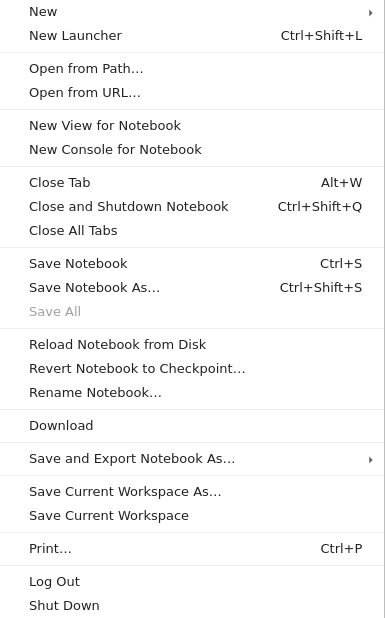 New
New Launcher Ctrl+Shift+L
Open from Path…
Open from URL…
New View for Notebook
New Console for Notebook
Close Tab Alt+W
Close and Shutdown Notebook Ctrl+Shift+Q
Close All Tabs
Save Notebook Ctrl+S
Save Notebook As… Ctrl+Shift+S
Save All
Reload Notebook from Disk
Revert Notebook to Checkpoint…
Rename Notebook…
Download
Save and Export Notebook As…
Save Current Workspace As…
Save Current Workspace
Print… Ctrl+P
Log Out
Shut Down